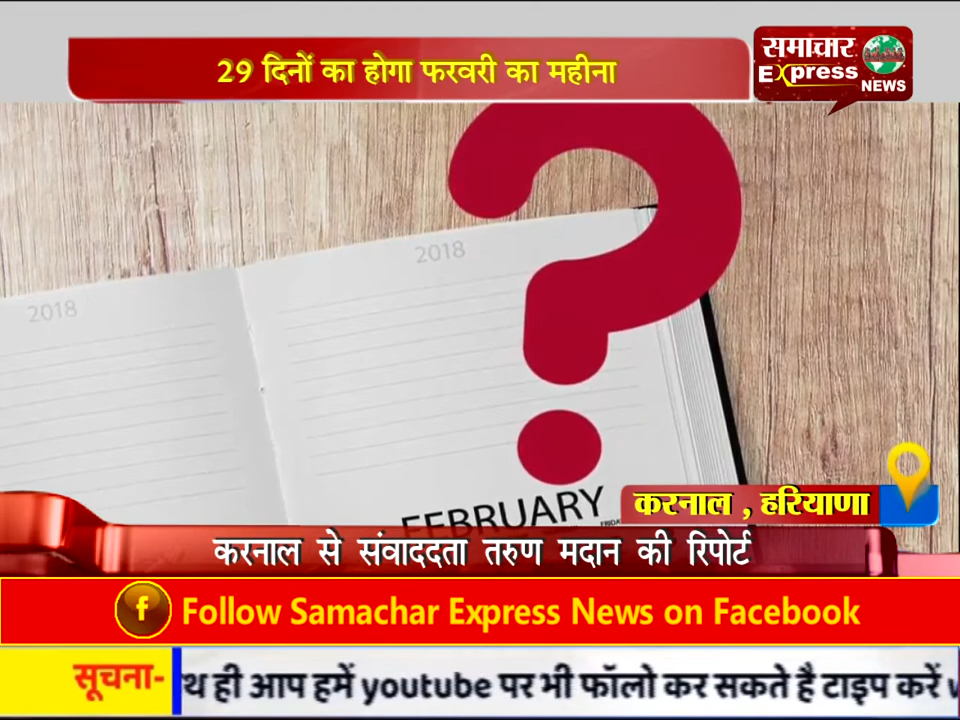 29 दिनों का होगा फरवरी का महीना
समाचार
Express
NEWS
2018
2018
FEBRUARY
FRIDAY
करनाल , हरियाणा
करनाल से संवाददता तरुण मदान की रिपोर्ट
f Follow Samachar Express News on Facebook
सूचना- थ ही आप हमें youtube पर भी फॉलो कर सकते है टाइप करें